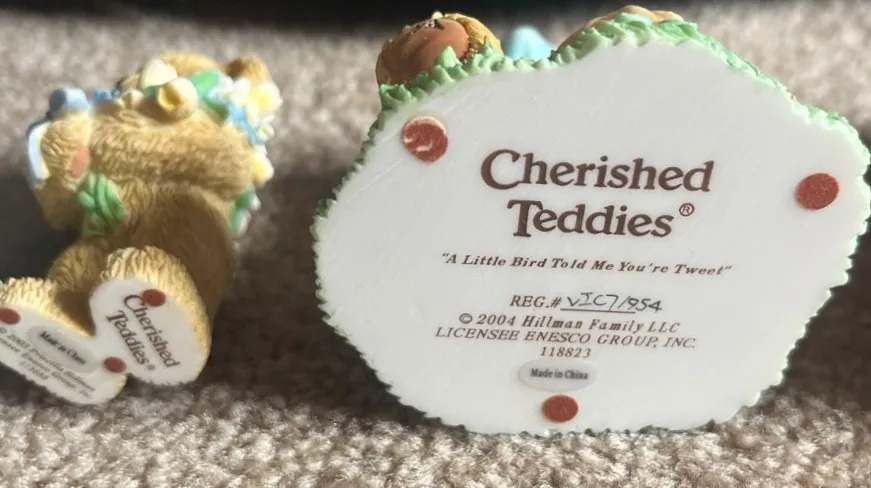 Cherished
Teddies®
"A Little Bird Told Me You're Tweet"
REG.# VIC7/954
© 2004 Hillman Family LLC
LICENSEE ENESCO GROUP, INC.
118823
Made in China
Cherished
Teddies®
Made in China